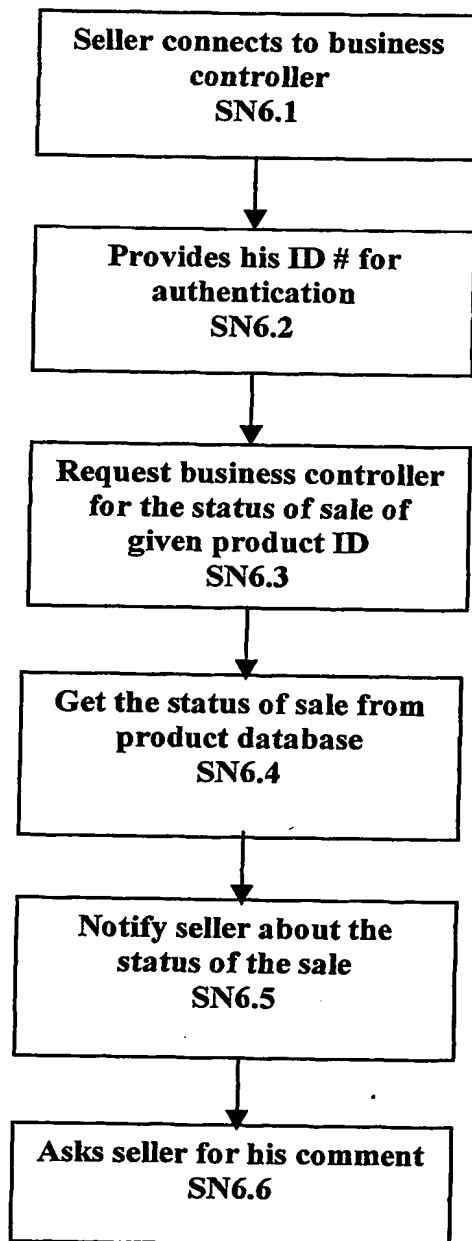 Seller connects to business
controller
SN6.1
Provides his ID # for
authentication
SN6.2
Request business controller
for the status of sale of
given product ID
SN6.3
Get the status of sale from
product database
SN6.4
Notify seller about the
status of the sale
SN6.5
Asks seller for his comment
SN6.6